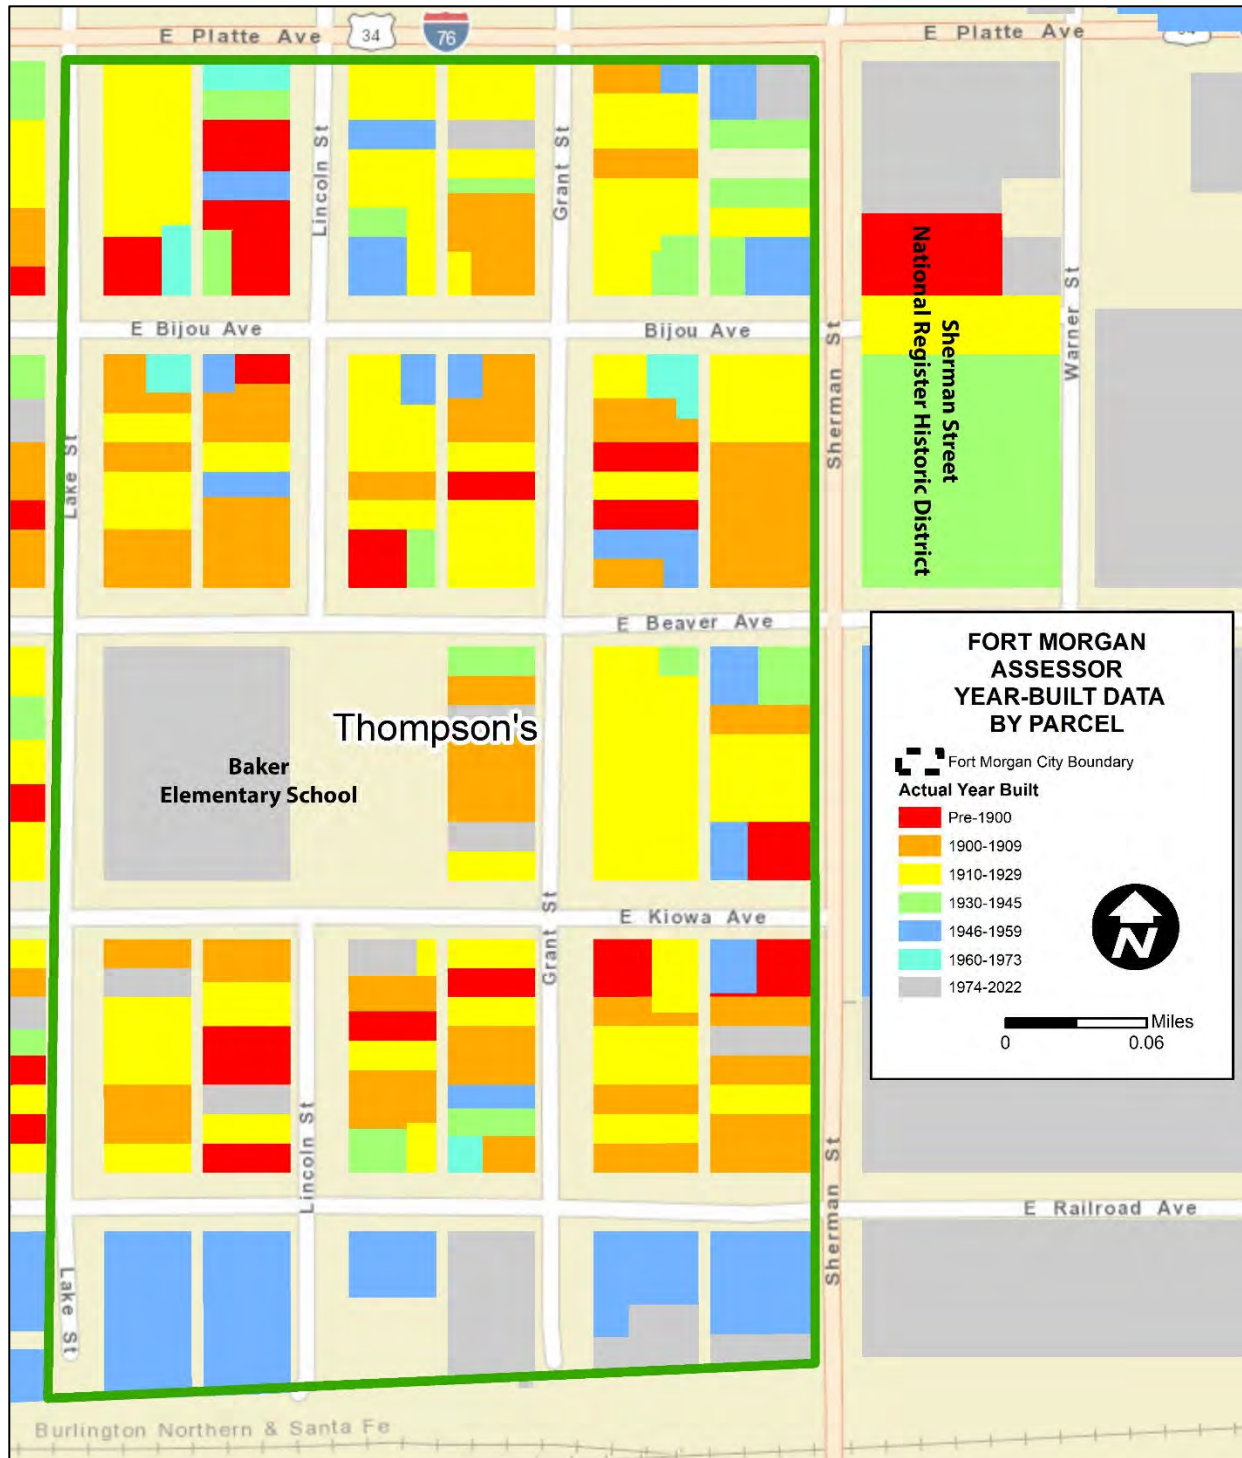 E Platte Ave
34
76
E Platte Ave
Lincoln St
Grant St
E Bijou Ave
Bijou Ave
Sherman St
Warner St
Sherman Street
National Register Historic District
Lake St
E Beaver Ave
Thompson's
Baker
Elementary School
FORT MORGAN
ASSESSOR
YEAR-BUILT DATA
BY PARCEL
Fort Morgan City Boundary
Actual Year Built
Pre-1900
1900-1909
1910-1929
1930-1945
1946-1959
1960-1973
1974-2022
N
Miles
0
0.06
E Kiowa Ave
Grant St
Lincoln St
Sherman St
E Railroad Ave
Lake St
Burlington Northern & Santa Fe